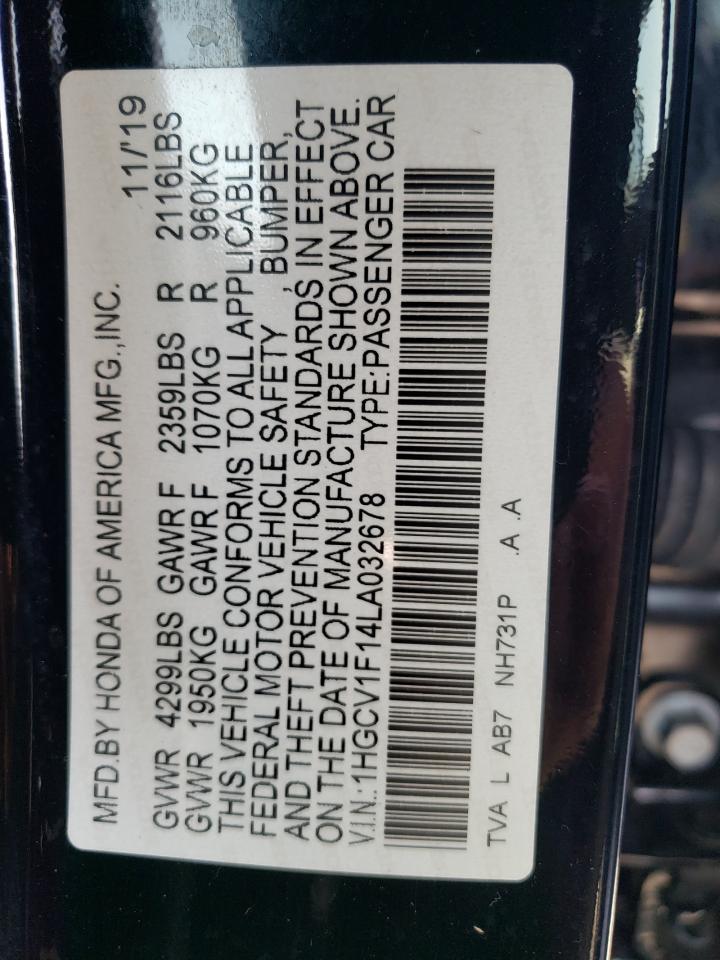 MFD.BY HONDA OF AMERICA MFG.,INC. 11/'19
GVWR 4299LBS GAWR F 2359LBS R 2116LBS
GVWR 1950KG GAWR F 1070KG R 960KG
THIS VEHICLE CONFORMS TO ALL APPLICABLE
FEDERAL MOTOR VEHICLE SAFETY , BUMPER,
AND THEFT PREVENTION STANDARDS IN EFFECT
ON THE DATE OF MANUFACTURE SHOWN ABOVE.
V.I.N.:1HGCV1F14LA032678 TYPE:PASSENGER CAR
TVA L AB7 NH731P .A .A